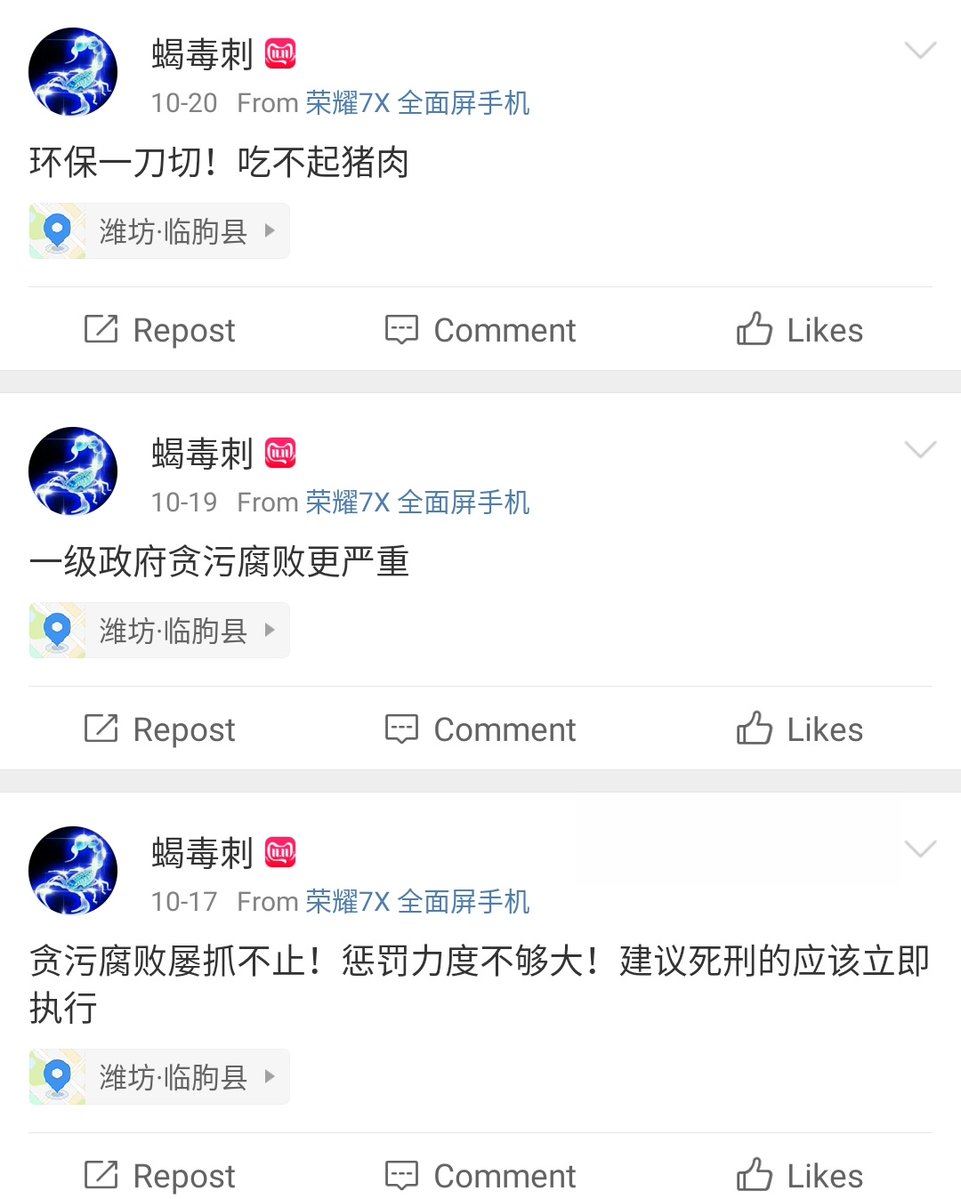 蝎毒刺
10-20 From 荣耀7X 全面屏手机
环保一刀切！吃不起猪肉
潍坊·临朐县
Repost Comment Likes
蝎毒刺
10-19 From 荣耀7X 全面屏手机
一级政府贪污腐败更严重
潍坊·临朐县
Repost Comment Likes
蝎毒刺
10-17 From 荣耀7X 全面屏手机
贪污腐败屡抓不止！惩罚力度不够大！建议死刑的应该立即
执行
潍坊·临朐县
Repost Comment Likes